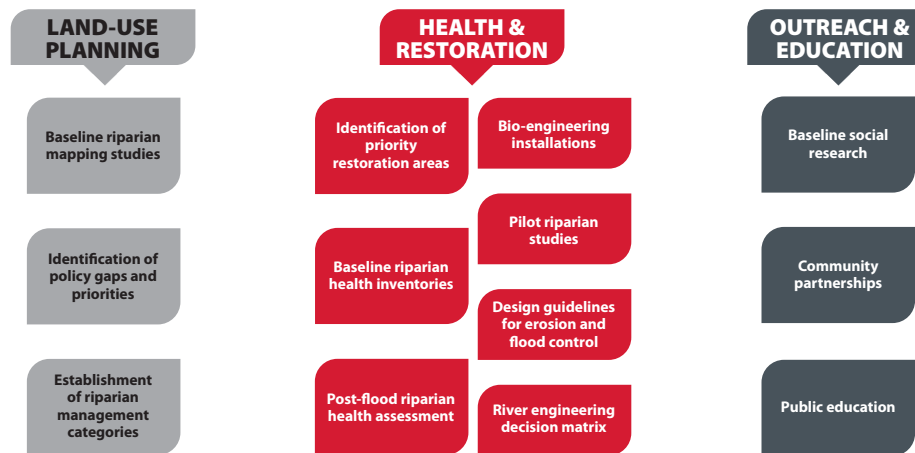 LAND-USE
PLANNING
Baseline riparian
mapping studies
Identification of
policy gaps and
priorities
Establishment
of riparian
management
categories
HEALTH &
RESTORATION
Identification of
priority
restoration areas
Baseline riparian
health inventories
Post-flood riparian
health assessment
Bio-engineering
installations
Pilot riparian
studies
Design guidelines
for erosion and
flood control
River engineering
decision matrix
OUTREACH &
EDUCATION
Baseline social
research
Community
partnerships
Public education